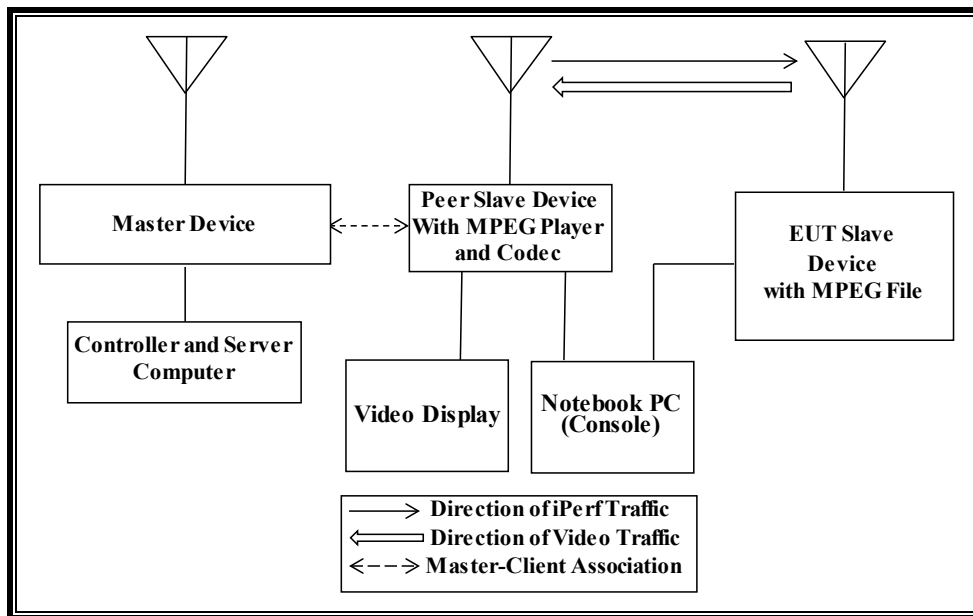 Master Device
Peer Slave Device
With MPEG Player
and Codec
EUT Slave
Device
with MPEG File
Controller and Server
Computer
Video Display
Notebook PC
(Console)
Direction of iPerf Traffic
Direction of Video Traffic
Master-Client Association